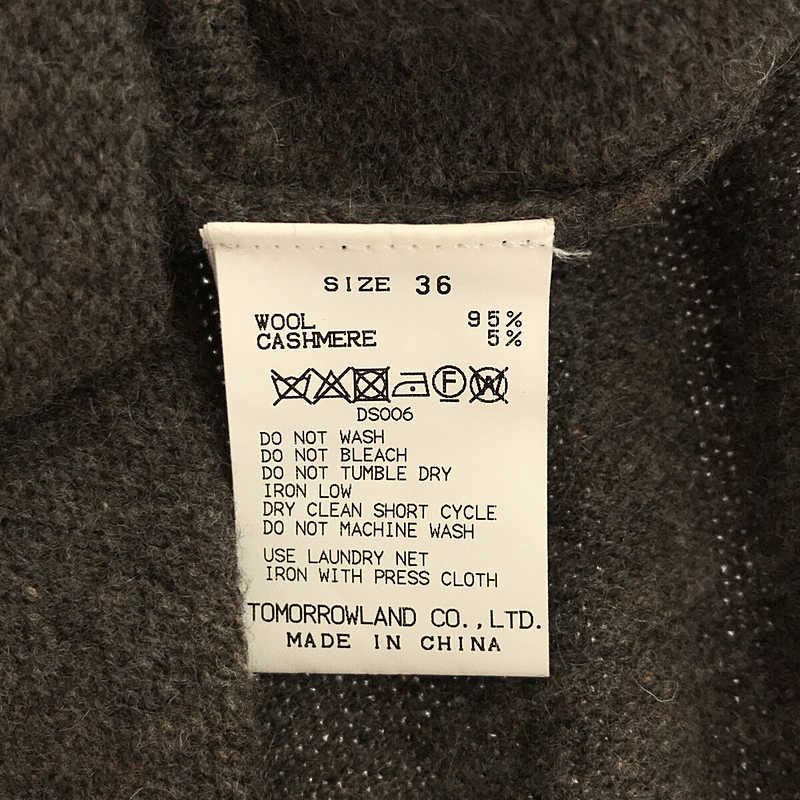 SIZE 36
WOOL 95%
CASHMERE 5%
F W
DS006
DO NOT WASH
DO NOT BLEACH
DO NOT TUMBLE DRY
IRON LOW
DRY CLEAN SHORT CYCLE
DO NOT MACHINE WASH
USE LAUNDRY NET
IRON WITH PRESS CLOTH
TOMORROWLAND CO.,LTD.
MADE IN CHINA